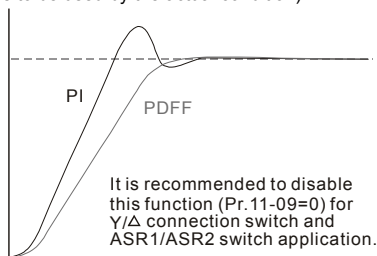 PI
PDFF
It is recommended to disable
this function (Pr.11-09=0) for
Y/△ connection switch and
ASR1/ASR2 switch application.